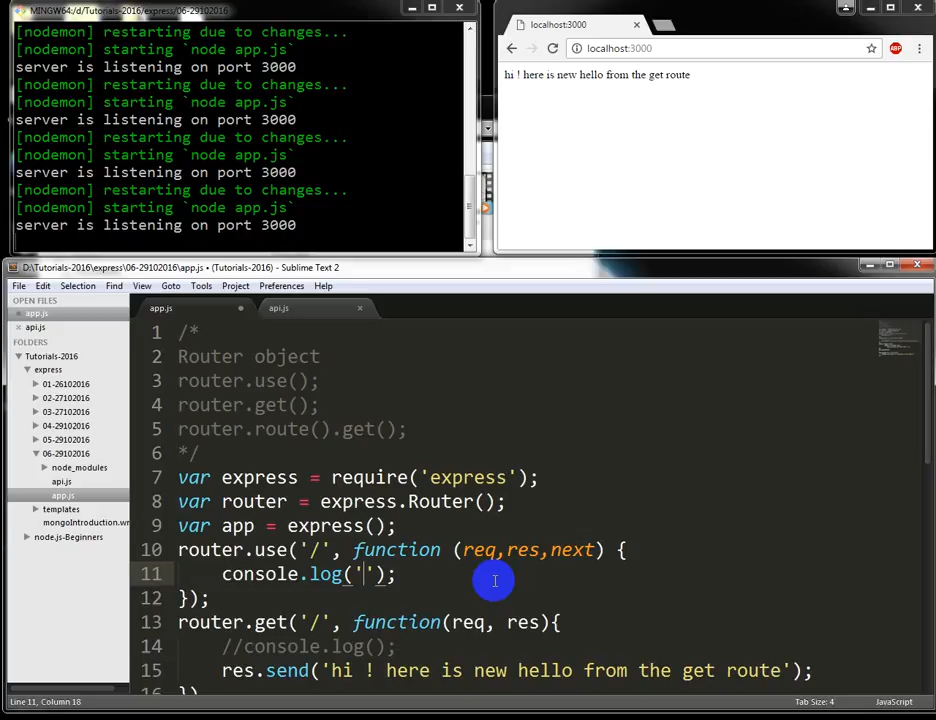 MINGW64:/d/Tutorials-2016/express/06-29102016
[nodemon] restarting due to changes...
[nodemon] starting `node app.js`
server is listening on port 3000
[nodemon] restarting due to changes...
[nodemon] starting `node app.js`
server is listening on port 3000
[nodemon] restarting due to changes...
[nodemon] starting `node app.js`
server is listening on port 3000
[nodemon] restarting due to changes...
[nodemon] starting `node app.js`
server is listening on port 3000
localhost:3000
localhost:3000
ABP
hi ! here is new hello from the get route
D:\Tutorials-2016\express\06-29102016\app.js • (Tutorials-2016) - Sublime Text 2
File Edit Selection Find View Goto Tools Project Preferences Help
OPEN FILES
app.js
api.js
FOLDERS
Tutorials-2016
express
01-26102016
02-27102016
03-27102016
04-29102016
05-29102016
06-29102016
node_modules
api.js
app.js
templates
mongoIntroduction.wr
node.js-Beginners
app.js api.js
1 /*
2 Router object
3 router.use();
4 router.get();
5 router.route().get();
6 */
7 var express = require('express');
8 var router = express.Router();
9 var app = express();
10 router.use('/', function (req,res,next) {
11 console.log('');
12 });
13 router.get('/', function(req, res){
14 //console.log();
15 res.send('hi ! here is new hello from the get route');
16 })
Line 11, Column 18
Tab Size: 4
JavaScript